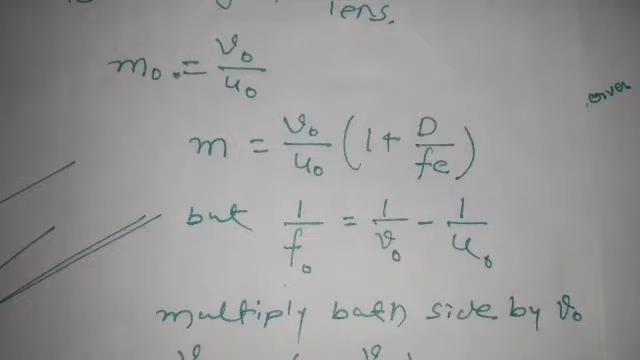 lens.
m₀ = v₀/u₀
m = v₀/u₀ (1 + D/fe)
but 1/f₀ = 1/v₀ - 1/u₀
multiply both side by v₀